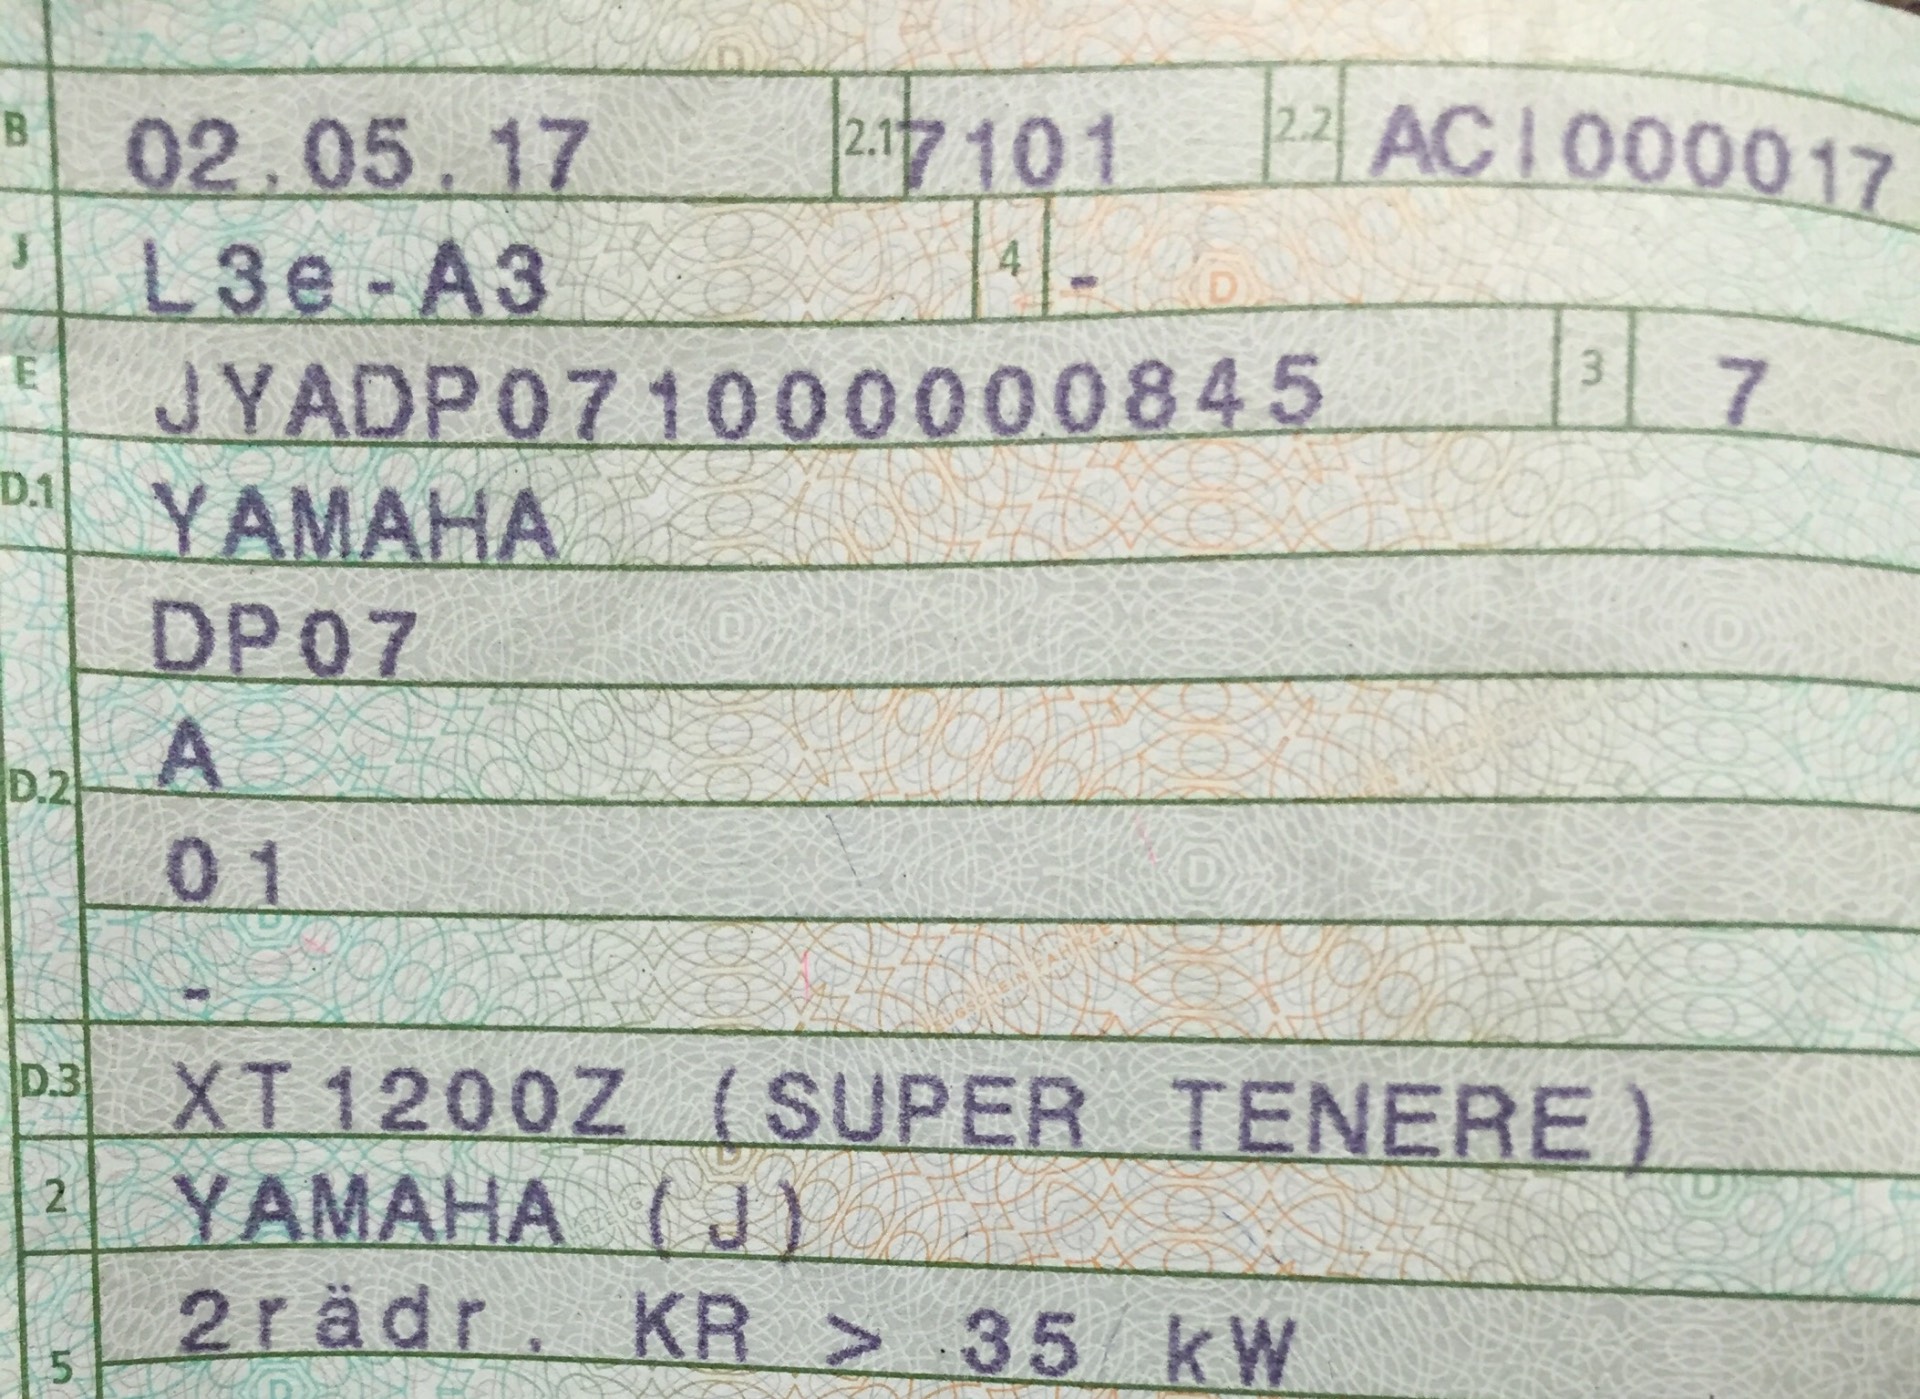 B 02.05.17 2.1 7101 2.2 ACI000017
J L3e-A3 4 -
E JYADP071000000845 3 7
D.1 YAMAHA
DP07
D.2 A
01
-
D.3 XT1200Z (SUPER TENERE)
2 YAMAHA (J)
5 2rädr. KR > 35 kW